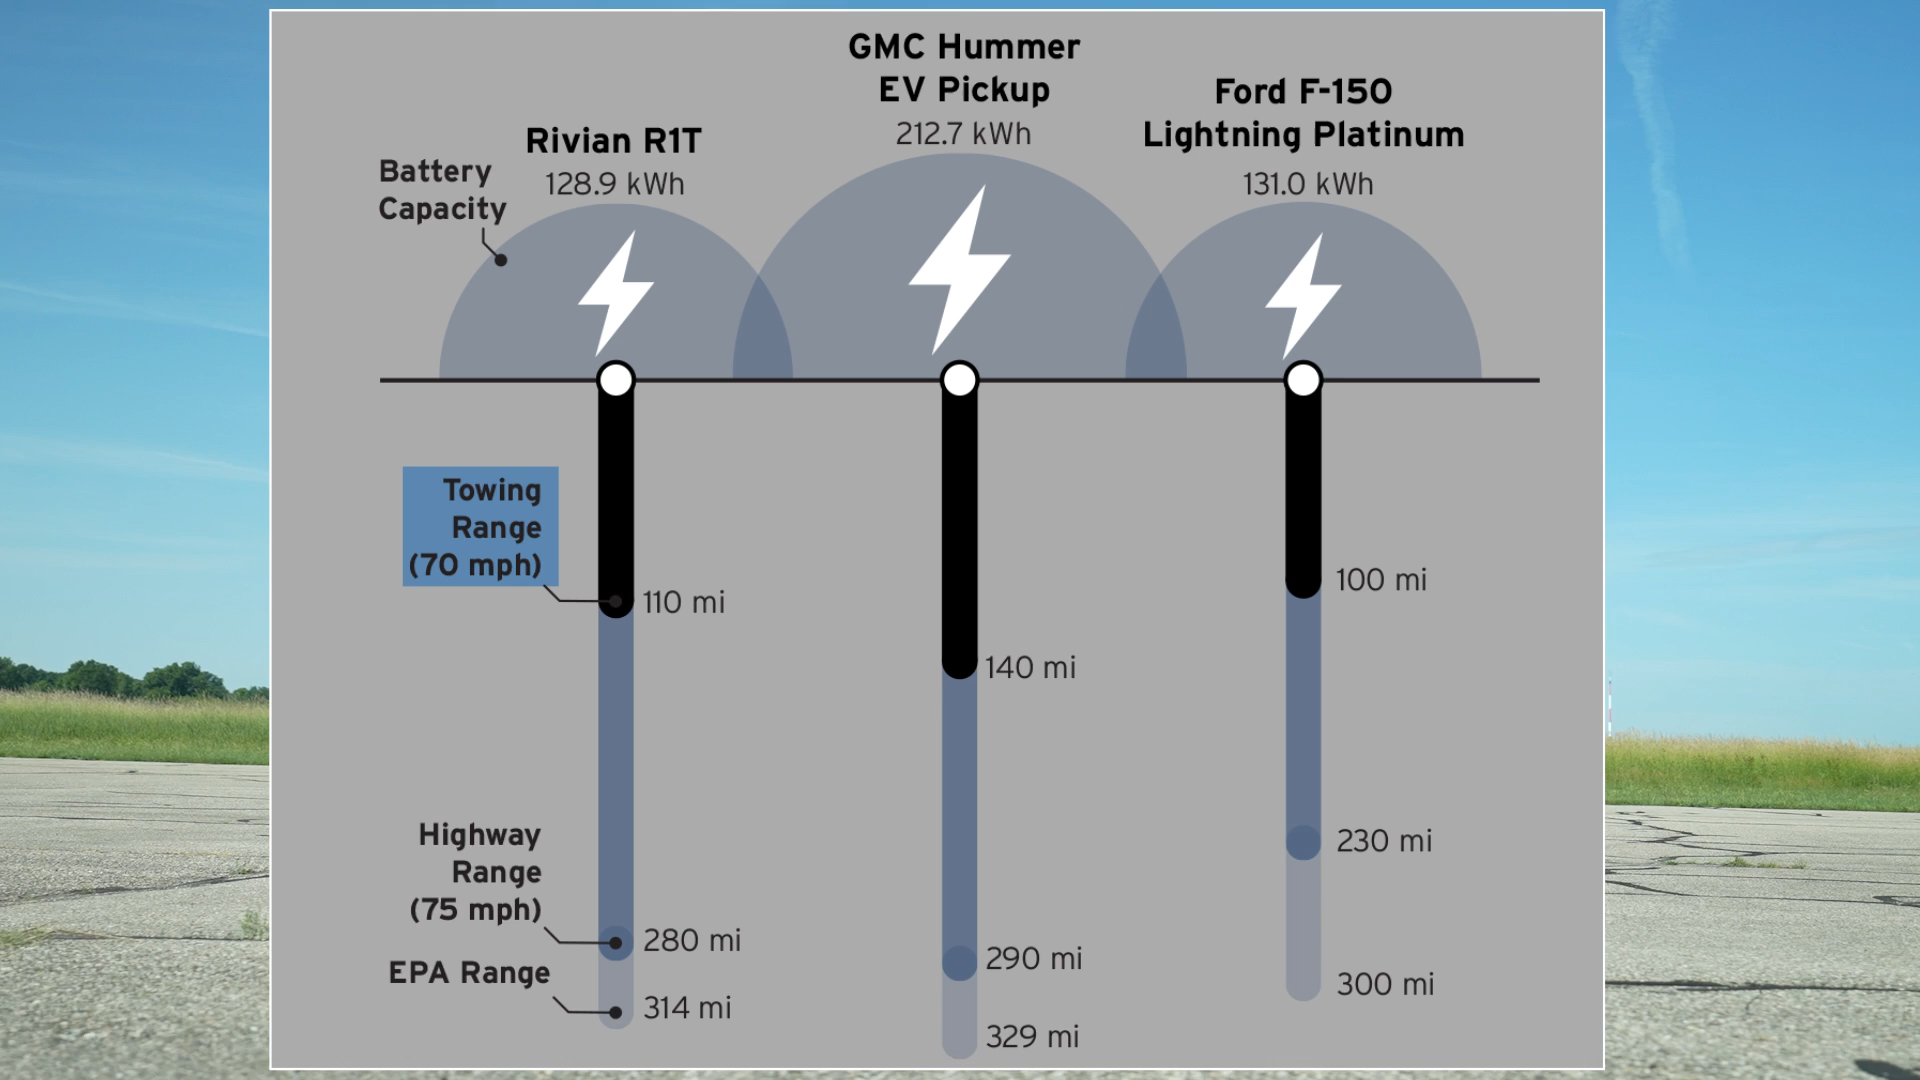 GMC Hummer
EV Pickup
212.7 kWh
Ford F-150
Lightning Platinum
131.0 kWh
Rivian R1T
128.9 kWh
Battery
Capacity
Towing
Range
(70 mph)
110 mi
140 mi
100 mi
Highway
Range
(75 mph)
280 mi
290 mi
230 mi
EPA Range
314 mi
329 mi
300 mi